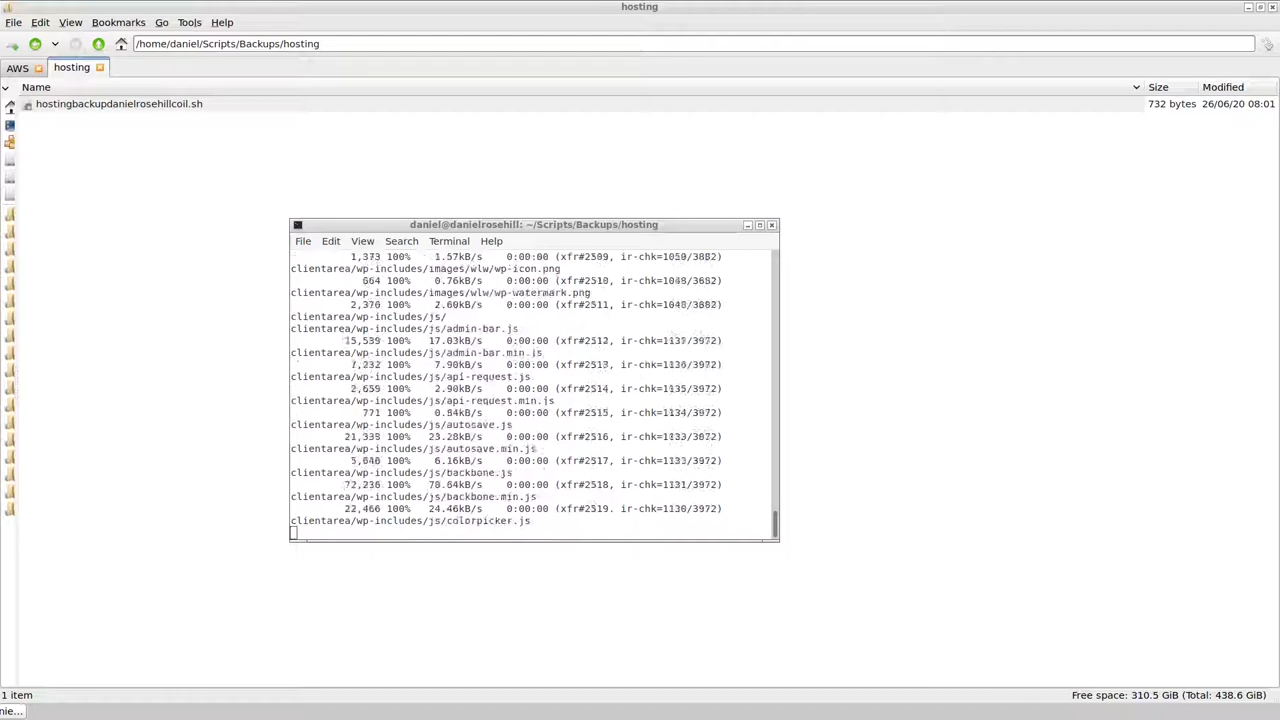 hosting
File Edit View Bookmarks Go Tools Help
/home/daniel/Scripts/Backups/hosting
AWS hosting
Name Size Modified
hostingbackupdanielrosehillcoil.sh 732 bytes 26/06/20 08:01
daniel@danielrosehill: ~/Scripts/Backups/hosting
File Edit View Search Terminal Help
1,373 100% 1.57kB/s 0:00:00 (xfr#2509, ir-chk=1050/3882)
clientarea/wp-includes/images/wlw/wp-icon.png
664 100% 0.76kB/s 0:00:00 (xfr#2510, ir-chk=1049/3882)
clientarea/wp-includes/images/wlw/wp-watermark.png
2,376 100% 2.60kB/s 0:00:00 (xfr#2511, ir-chk=1048/3882)
clientarea/wp-includes/js/
clientarea/wp-includes/js/admin-bar.js
15,539 100% 17.03kB/s 0:00:00 (xfr#2512, ir-chk=1137/3972)
clientarea/wp-includes/js/admin-bar.min.js
7,232 100% 7.90kB/s 0:00:00 (xfr#2513, ir-chk=1136/3972)
clientarea/wp-includes/js/api-request.js
2,659 100% 2.90kB/s 0:00:00 (xfr#2514, ir-chk=1135/3972)
clientarea/wp-includes/js/api-request.min.js
771 100% 0.84kB/s 0:00:00 (xfr#2515, ir-chk=1134/3972)
clientarea/wp-includes/js/autosave.js
21,338 100% 23.28kB/s 0:00:00 (xfr#2516, ir-chk=1133/3972)
clientarea/wp-includes/js/autosave.min.js
100% 6.16kB/s 0:00:00 (xfr#2517, ir-chk=1132/3972)
clientarea/wp-includes/js/backbone.js
72,236 100% 78.64kB/s 0:00:00 (xfr#2518, ir-chk=1131/3972)
clientarea/wp-includes/js/backbone.min.js
22,466 100% 24.46kB/s 0:00:00 (xfr#2519, ir-chk=1130/3972)
clientarea/wp-includes/js/colorpicker.js
1 item Free space: 310.5 GiB (Total: 438.6 GiB)
nie...